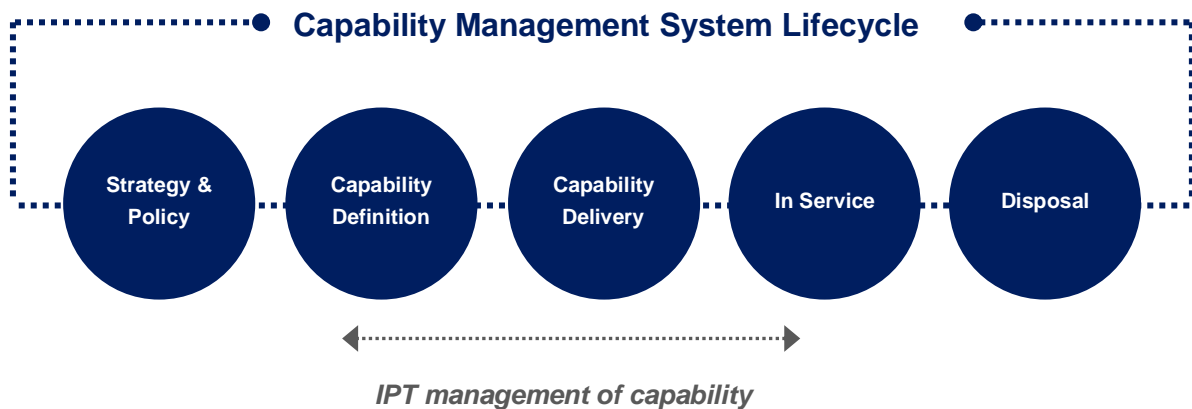 Capability Management System Lifecycle
Strategy &
Policy
Capability
Definition
Capability
Delivery
In Service
Disposal
IPT management of capability